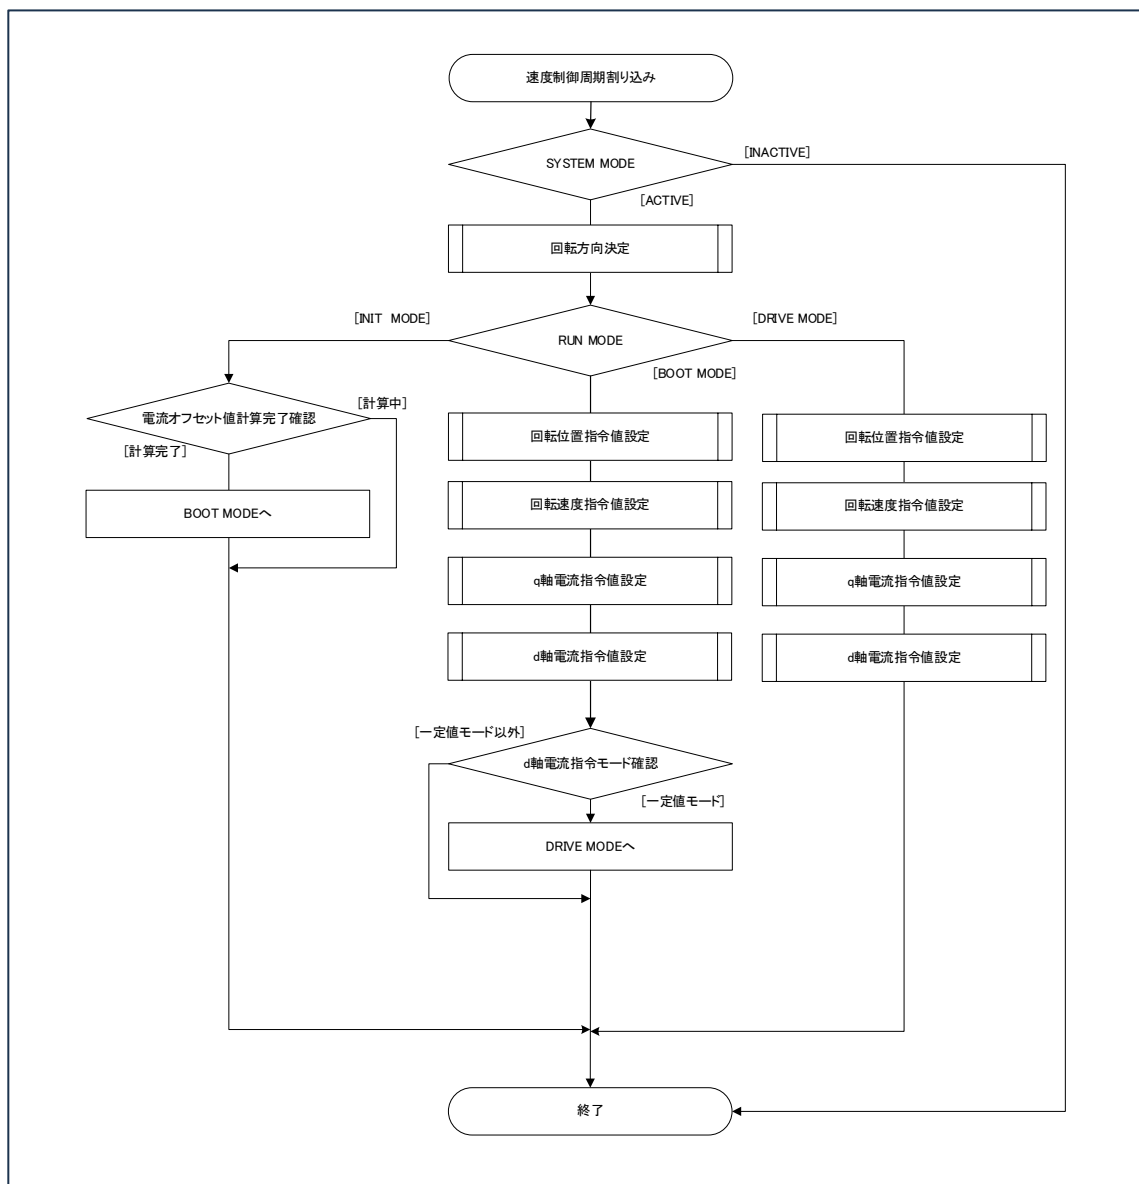 速度制御周期割り込み
SYSTEM MODE
[INACTIVE]
[ACTIVE]
回転方向決定
[INIT　MODE]
RUN MODE
[DRIVE MODE]
[BOOT MODE]
電流オフセット値計算完了確認
[計算中]
[計算完了]
BOOT MODEへ
回転位置指令値設定
回転速度指令値設定
q軸電流指令値設定
d軸電流指令値設定
回転位置指令値設定
回転速度指令値設定
q軸電流指令値設定
d軸電流指令値設定
[一定値モード以外]
d軸電流指令モード確認
[一定値モード]
DRIVE MODEへ
終了